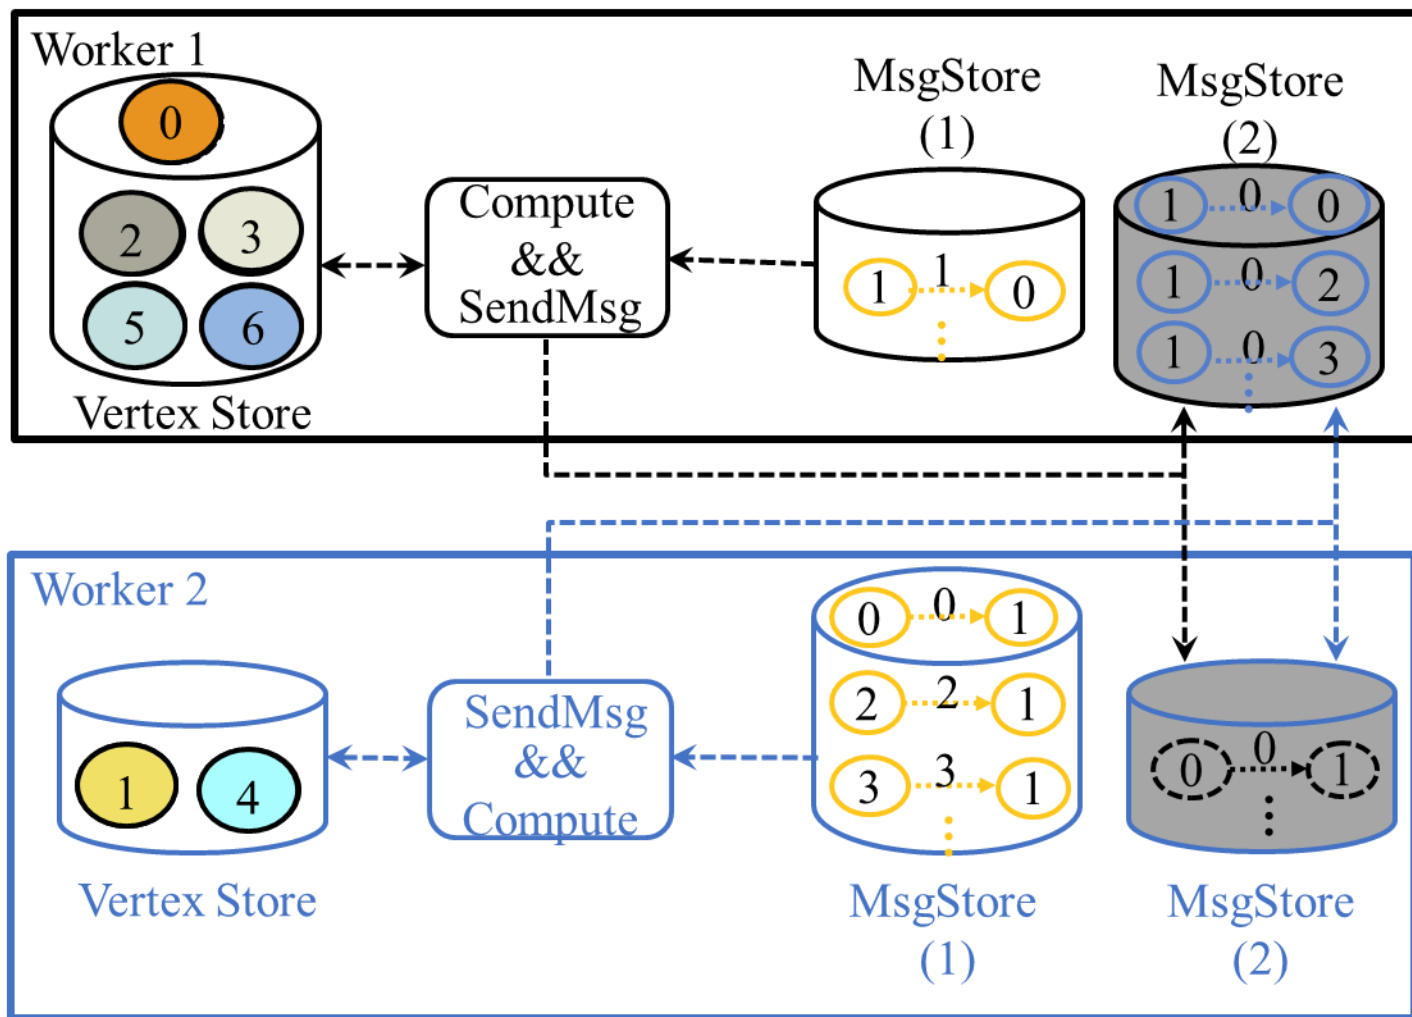 Worker 1
MsgStore
(1)
MsgStore
(2)
0
2 3
5 6
Vertex Store
Compute
&&
SendMsg
1 1 0
1 0 0
1 0 2
1 0 3
Worker 2
1 4
Vertex Store
SendMsg
&&
Compute
0 0 1
2 2 1
3 3 1
MsgStore
(1)
0 0 1
MsgStore
(2)